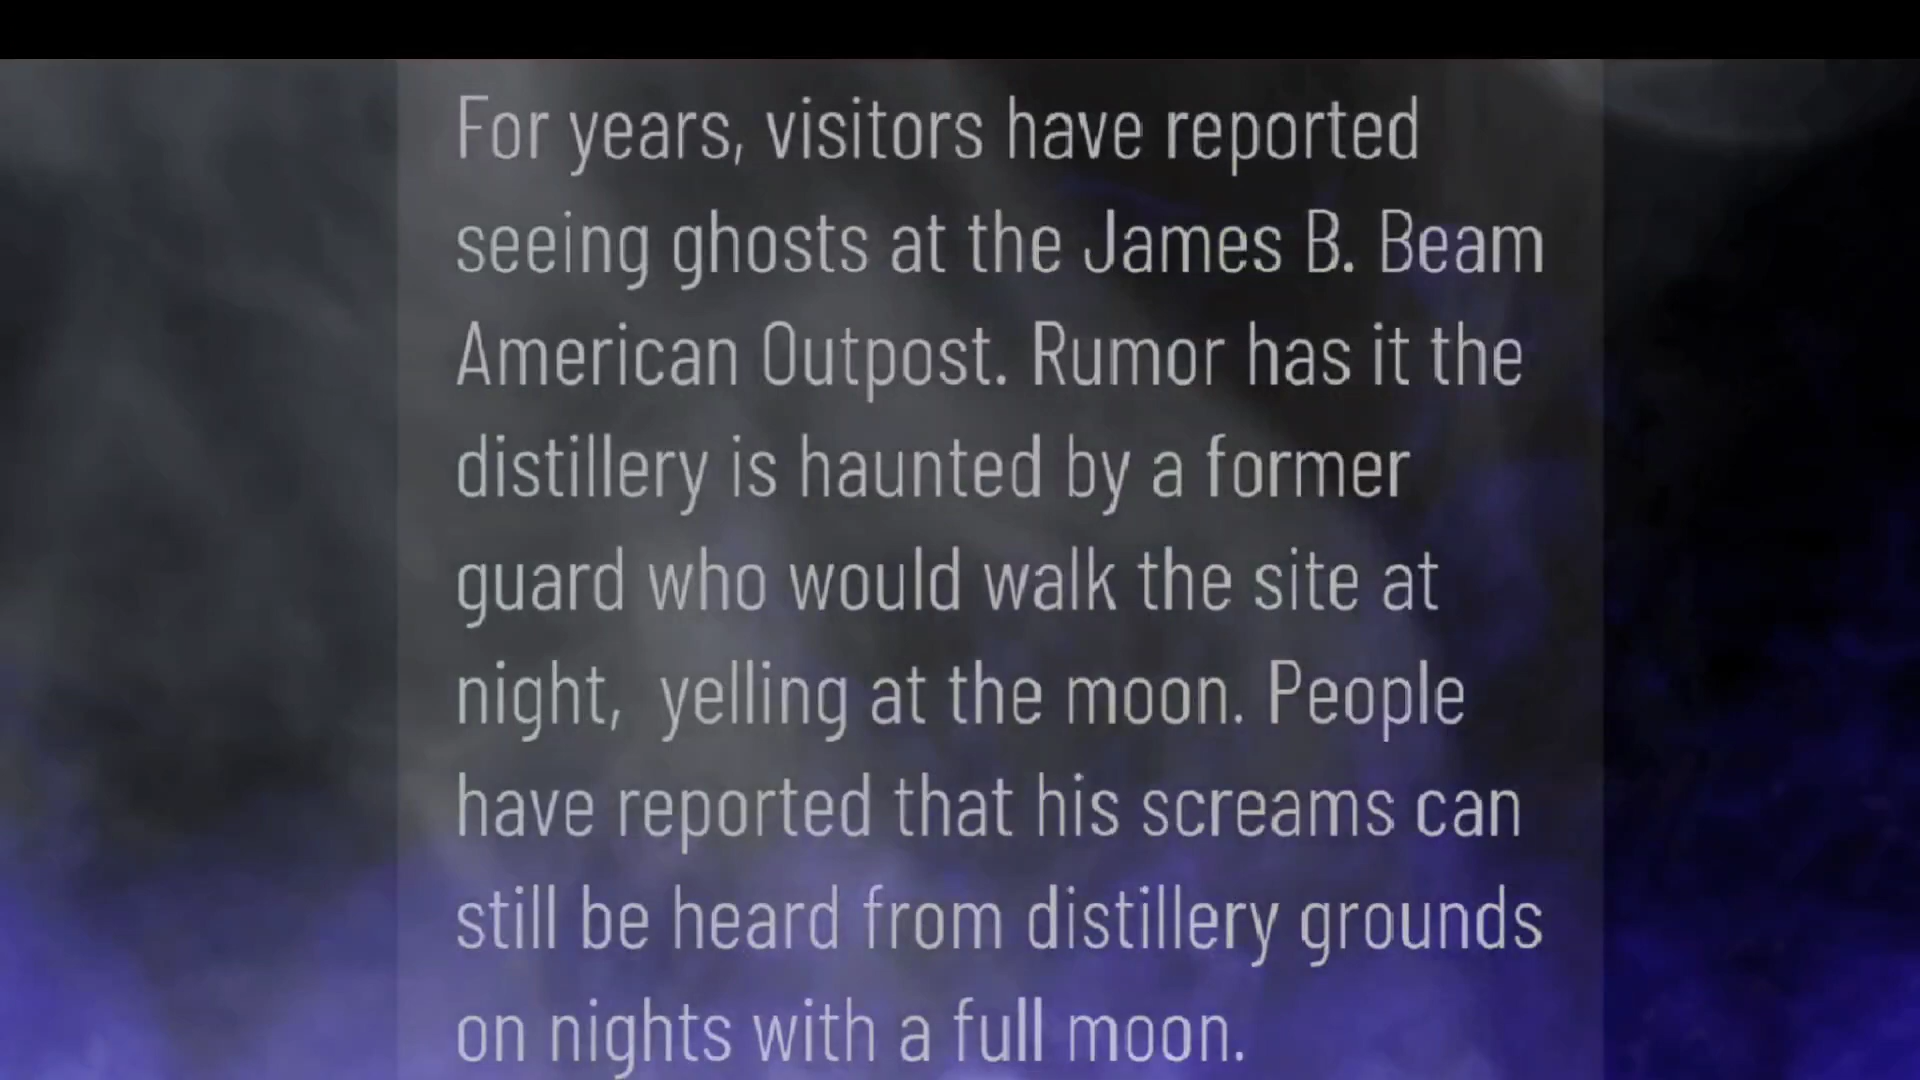 For years, visitors have reported
seeing ghosts at the James B. Beam
American Outpost. Rumor has it the
distillery is haunted by a former
guard who would walk the site at
night,  yelling at the moon. People
have reported that his screams can
still be heard from distillery grounds
on nights with a full moon.